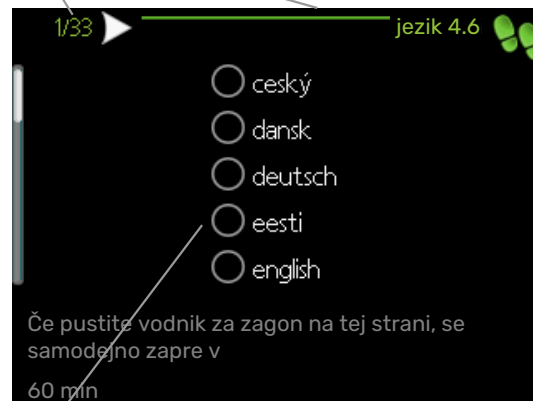 1/33
jezik 4.6
ceský
dansk
deutsch
eesti
english
Če pustite vodnik za zagon na tej strani, se
samodejno zapre v
60 min